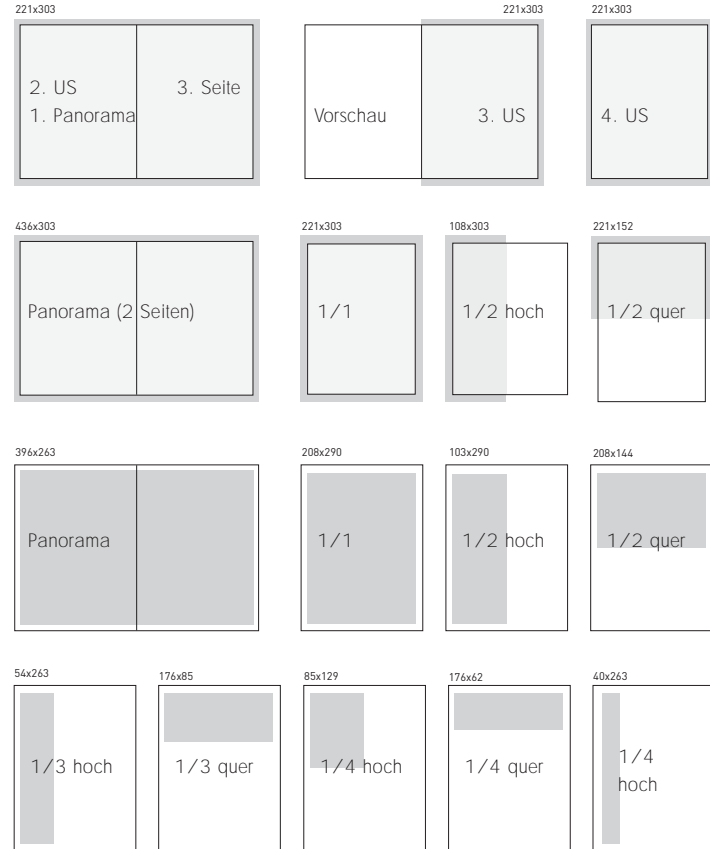 221x303
221x303
221x303
2. US
3. Seite
1. Panorama
Vorschau
3. US
4. US
436x303
221x303
108x303
221x152
Panorama (2 Seiten)
1/1
1/2 hoch
1/2 quer
396x263
208x290
103x290
208x144
Panorama
1/1
1/2 hoch
1/2 quer
54x263
176x85
85x129
176x62
40x263
1/3 hoch
1/3 quer
1/4 hoch
1/4 quer
1/4
hoch